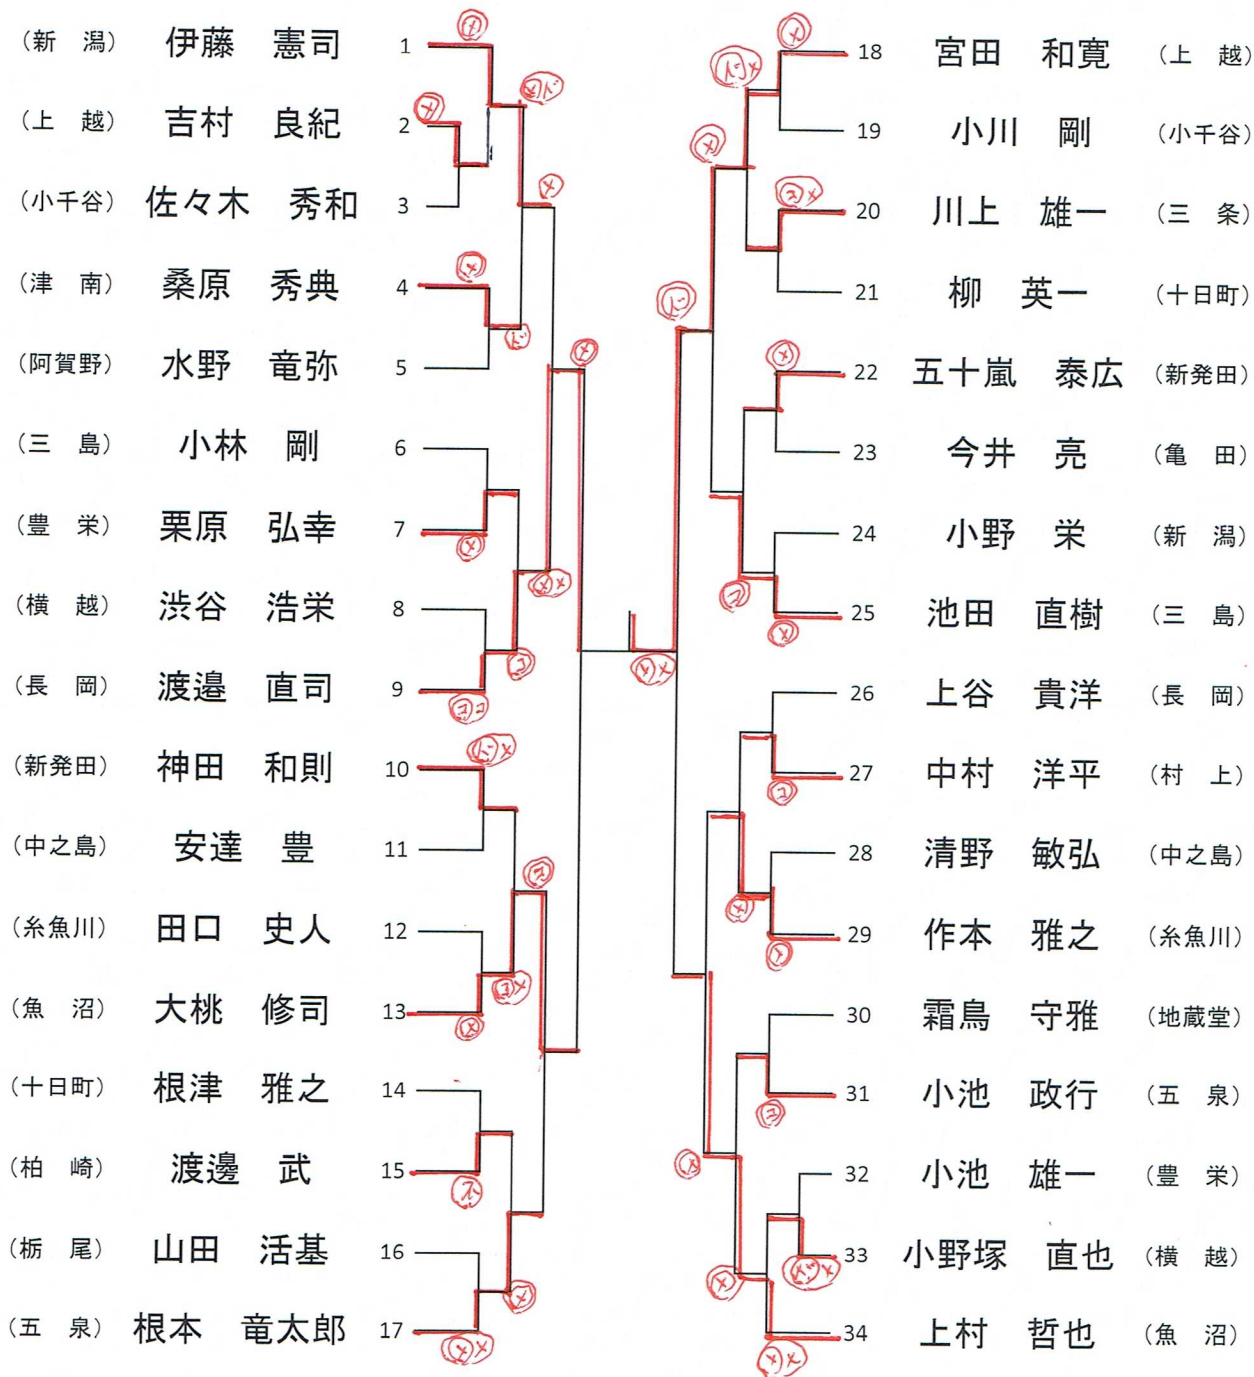 (新　潟) 伊藤　憲司 1
(上　越) 吉村　良紀 2
(小千谷) 佐々木　秀和 3
(津　南) 桑原　秀典 4
(阿賀野) 水野　竜弥 5
(三　島) 小林　剛 6
(豊　栄) 栗原　弘幸 7
(横　越) 渋谷　浩栄 8
(長　岡) 渡邉　直司 9
(新発田) 神田　和則 10
(中之島) 安達　豊 11
(糸魚川) 田口　史人 12
(魚　沼) 大桃　修司 13
(十日町) 根津　雅之 14
(柏　崎) 渡邊　武 15
(栃　尾) 山田　活基 16
(五　泉) 根本　竜太郎 17
18 宮田　和寛 (上　越)
19 小川　剛 (小千谷)
20 川上　雄一 (三　条)
21 柳　英一 (十日町)
22 五十嵐　泰広 (新発田)
23 今井　亮 (亀　田)
24 小野　栄 (新　潟)
25 池田　直樹 (三　島)
26 上谷　貴洋 (長　岡)
27 中村　洋平 (村　上)
28 清野　敏弘 (中之島)
29 作本　雅之 (糸魚川)
30 霜鳥　守雅 (地蔵堂)
31 小池　政行 (五　泉)
32 小池　雄一 (豊　栄)
33 小野塚　直也 (横　越)
34 上村　哲也 (魚　沼)